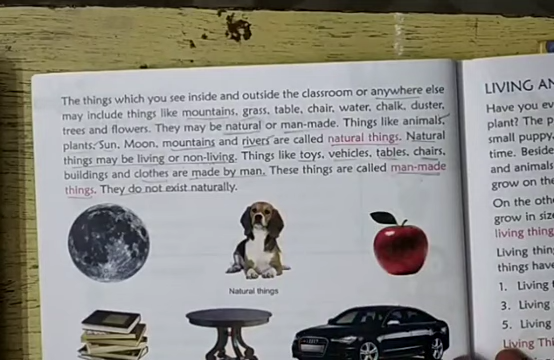 The things which you see inside and outside the classroom or anywhere else
may include things like mountains, grass, table, chair, water, chalk, duster,
trees and flowers. They may be natural or man-made. Things like animals,
plants, Sun, Moon, mountains and rivers are called natural things. Natural
things may be living or non-living. Things like toys, vehicles, tables, chairs,
buildings and clothes are made by man. These things are called man-made
things. They do not exist naturally.
Natural things
LIVING AN
Have you ev
plant? The p
small puppy
time. Beside
and animals
grow on the
On the oth
grow in size
living thing
Living thin
things have
1. Living
3. Living
5. Living
Living Th